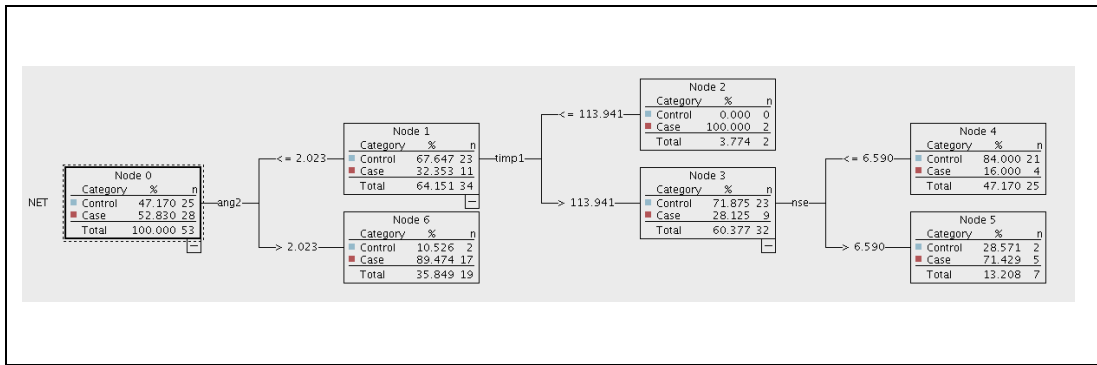 NET
Node 0
Category % n
Control 47.170 25
Case 52.830 28
Total 100.000 53
ang2
<= 2.023
Node 1
Category % n
Control 67.647 23
Case 32.353 11
Total 64.151 34
> 2.023
Node 6
Category % n
Control 10.526 2
Case 89.474 17
Total 35.849 19
timp1
<= 113.941
Node 2
Category % n
Control 0.000 0
Case 100.000 2
Total 3.774 2
> 113.941
Node 3
Category % n
Control 71.875 23
Case 28.125 9
Total 60.377 32
nse
<= 6.590
Node 4
Category % n
Control 84.000 21
Case 16.000 4
Total 47.170 25
> 6.590
Node 5
Category % n
Control 28.571 2
Case 71.429 5
Total 13.208 7